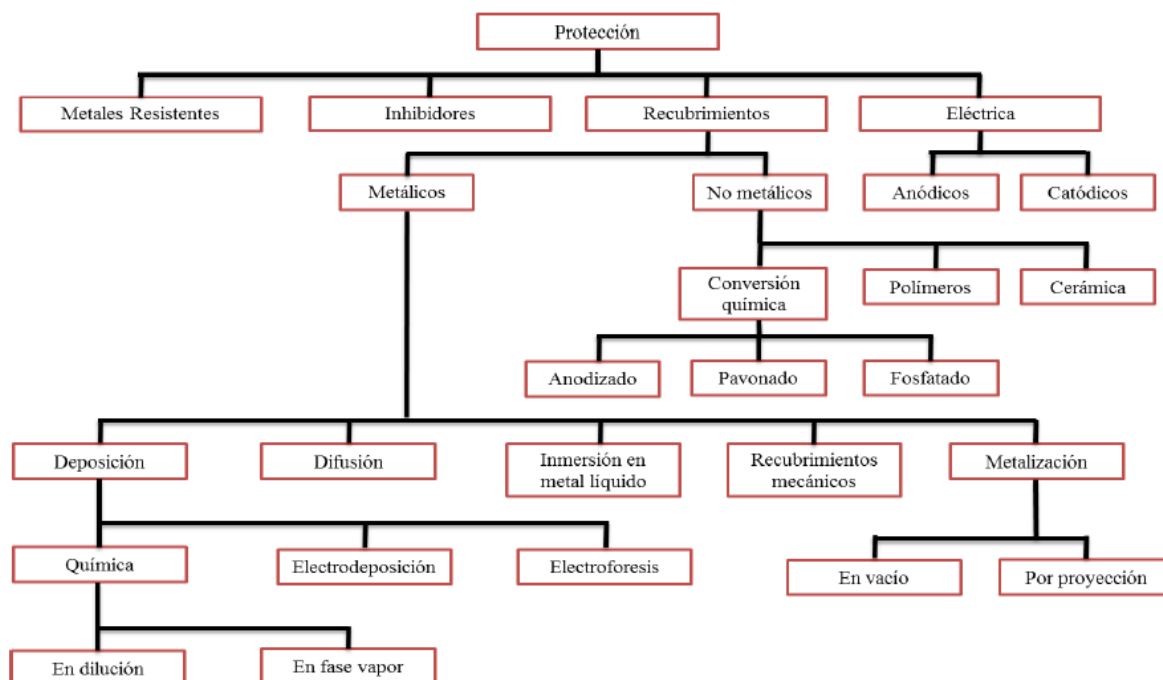 Protección
Metales Resistentes
Inhibidores
Recubrimientos
Eléctrica
Metálicos
No metálicos
Anódicos
Catódicos
Conversión
química
Polímeros
Cerámica
Anodizado
Pavonado
Fosfatado
Deposición
Difusión
Inmersión en
metal líquido
Recubrimientos
mecánicos
Metalización
Química
Electrodeposición
Electroforesis
En vacío
Por proyección
En dilución
En fase vapor